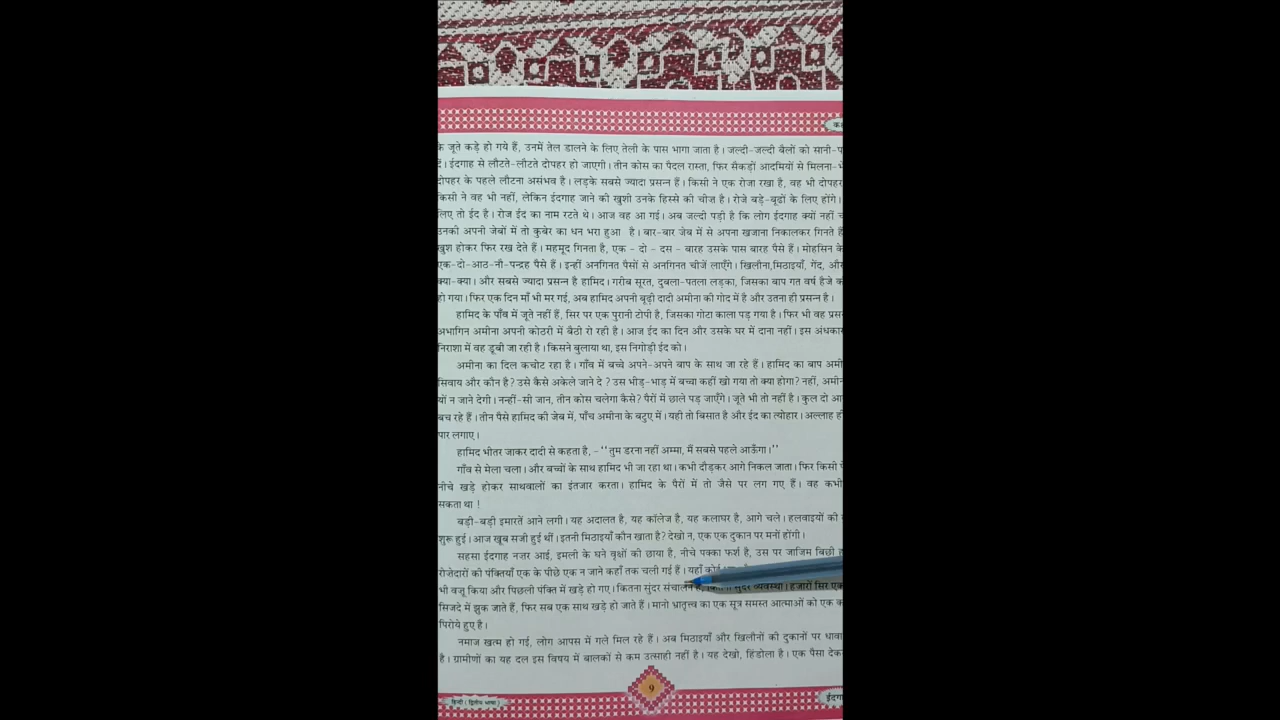 क
के जूते कड़े हो गये हैं, उनमें तेल डालने के लिए तेली के पास भागा जाता है। जल्दी-जल्दी बैलों को सानी-प
दें। ईदगाह से लौटते-लौटते दोपहर हो जाएगी। तीन कोस का पैदल रास्ता, फिर सैकड़ों आदमियों से मिलना-भे
दोपहर के पहले लौटना असंभव है। लड़के सबसे ज्यादा प्रसन्न हैं। किसी ने एक रोजा रखा है, वह भी दोपहर
किसी ने वह भी नहीं, लेकिन ईदगाह जाने की खुशी उनके हिस्से की चीज है। रोजे बड़े-बूढों के लिए होंगे।
लिए तो ईद है। रोज ईद का नाम रटते थे। आज वह आ गई। अब जल्दी पड़ी है कि लोग ईदगाह क्यों नहीं च
उनकी अपनी जेबों में तो कुबेर का धन भरा हुआ है। बार-बार जेब में से अपना खजाना निकालकर गिनते हैं
खुश होकर फिर रख देते हैं। महमूद गिनता है, एक - दो - दस - बारह उसके पास बारह पैसे हैं। मोहसिन के
एक-दो-आठ-नौ-पन्द्रह पैसे हैं। इन्हीं अनगिनत पैसों से अनगिनत चीजें लाएँगे। खिलौना,मिठाइयाँ, गेंद, और
क्या-क्या। और सबसे ज्यादा प्रसन्न है हामिद। गरीब सूरत, दुबला-पतला लड़का, जिसका बाप गत वर्ष हैजे क
हो गया। फिर एक दिन माँ भी मर गई, अब हामिद अपनी बूढ़ी दादी अमीना की गोद में है और उतना ही प्रसन्न है।
हामिद के पाँव में जूते नहीं हैं, सिर पर एक पुरानी टोपी है, जिसका गोटा काला पड़ गया है। फिर भी वह प्रस
अभागिन अमीना अपनी कोठरी में बैठी रो रही है। आज ईद का दिन और उसके घर में दाना नहीं। इस अंधकार
निराशा में वह डूबी जा रही है। किसने बुलाया था, इस निगोड़ी ईद को।
अमीना का दिल कचोट रहा है। गाँव में बच्चे अपने-अपने बाप के साथ जा रहे हैं। हामिद का बाप अमी
सिवाय और कौन है? उसे कैसे अकेले जाने दे ? उस भीड़-भाड़ में बच्चा कहीं खो गया तो क्या होगा? नहीं, अमीन
यों न जाने देगी। नन्हीं-सी जान, तीन कोस चलेगा कैसे? पैरों में छाले पड़ जाएँगे। जूते भी तो नहीं है। कुल दो आ
बच रहे हैं। तीन पैसे हामिद की जेब में, पाँच अमीना के बटुए में। यही तो बिसात है और ईद का त्योहार। अल्लाह ही
पार लगाए।
हामिद भीतर जाकर दादी से कहता है, - ''तुम डरना नहीं अम्मा, मैं सबसे पहले आऊँगा।''
गाँव से मेला चला। और बच्चों के साथ हामिद भी जा रहा था। कभी दौड़कर आगे निकल जाता। फिर किसी पे
नीचे खड़े होकर साथवालों का इंतजार करता। हामिद के पैरों में तो जैसे पर लग गए हैं। वह कभी
सकता था !
बड़ी-बड़ी इमारतें आने लगी। यह अदालत है, यह कॉलेज है, यह कलाघर है, आगे चले। हलवाइयों की
शुरू हुई। आज खूब सजी हुई थीं। इतनी मिठाइयाँ कौन खाता है? देखो न, एक एक दुकान पर मनों होंगी।
सहसा ईदगाह नजर आई, इमली के घने वृक्षों की छाया है, नीचे पक्का फर्श है, उस पर जाजिम बिछी ह
रोज़ेदारों की पंक्तियाँ एक के पीछे एक न जाने कहाँ तक चली गई हैं। यहाँ कोई
भी वजू किया और पिछली पंक्ति में खड़े हो गए। कितना सुंदर संचालन है, कितनी सुंदर व्यवस्था। हजारों सिर एक
सिजदे में झुक जाते हैं, फिर सब एक साथ खड़े हो जाते हैं। मानो भ्रातृत्त्व का एक सूत्र समस्त आत्माओं को एक क
पिरोये हुए है।
नमाज खत्म हो गई, लोग आपस में गले मिल रहे हैं। अब मिठाइयाँ और खिलौनों की दुकानों पर धावा
है। ग्रामीणों का यह दल इस विषय में बालकों से कम उत्साही नहीं है। यह देखो, हिंडोला है। एक पैसा देक
9
हिन्दी (द्वितीय भाषा)
ईदगा